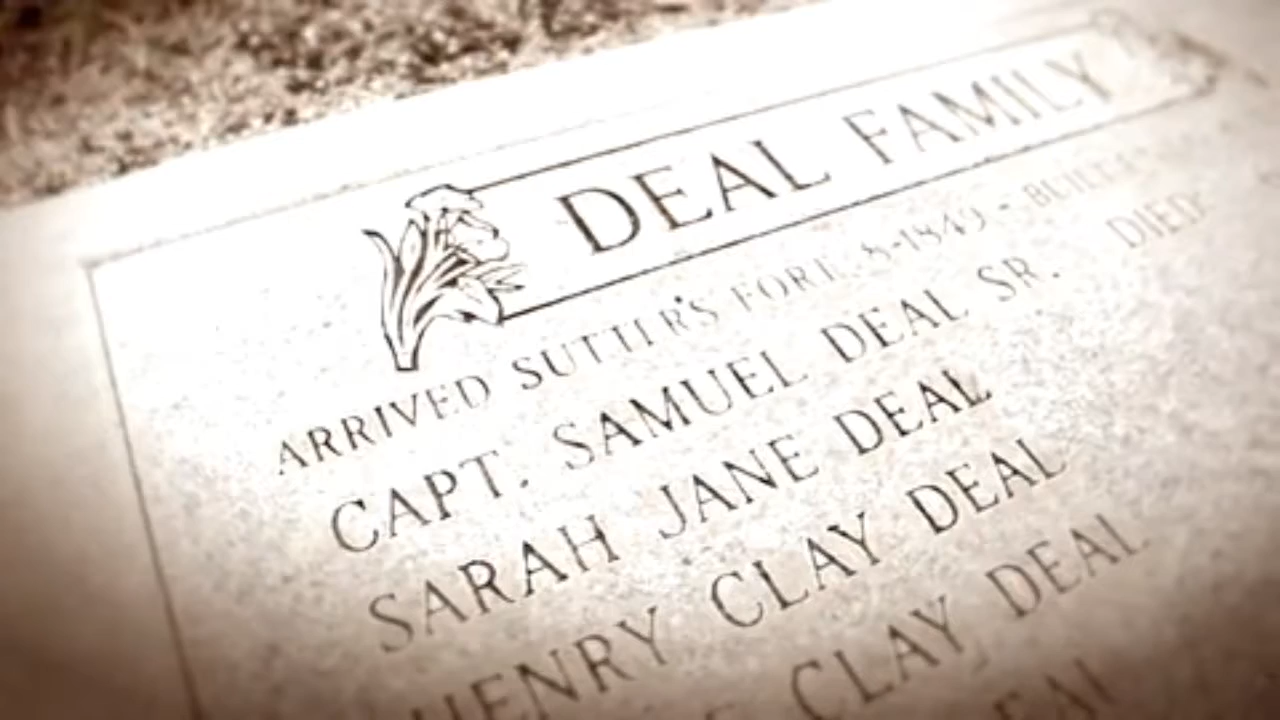 DEAL FAMILY
ARRIVED SUTTER'S FORT 8-1849 -
CAPT. SAMUEL DEAL SR. DIED
SARAH JANE DEAL
HENRY CLAY DEAL
CLAY DEAL
DEAL